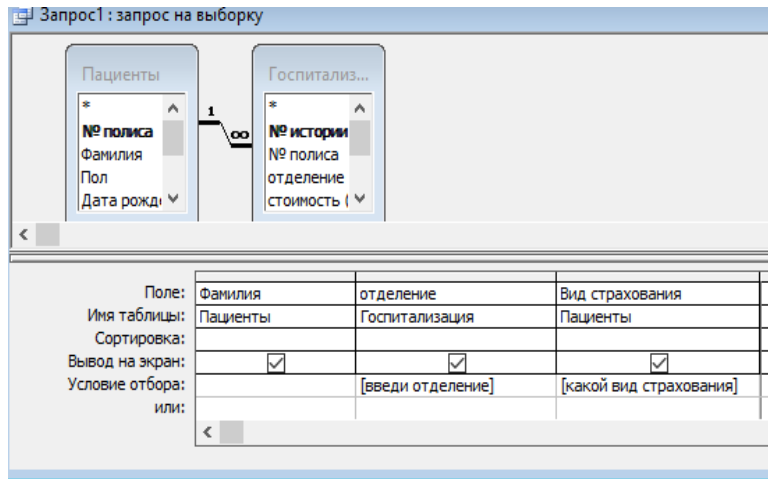 Запрос1 : запрос на выборку
Пациенты
*
№ полиса
Фамилия
Пол
Дата рожд
1
∞
Госпитализ...
*
№ истории
№ полиса
отделение
стоимость (
Поле: Фамилия отделение Вид страхования
Имя таблицы: Пациенты Госпитализация Пациенты
Сортировка:
Вывод на экран:
Условие отбора: [введи отделение] [какой вид страхования]
или: